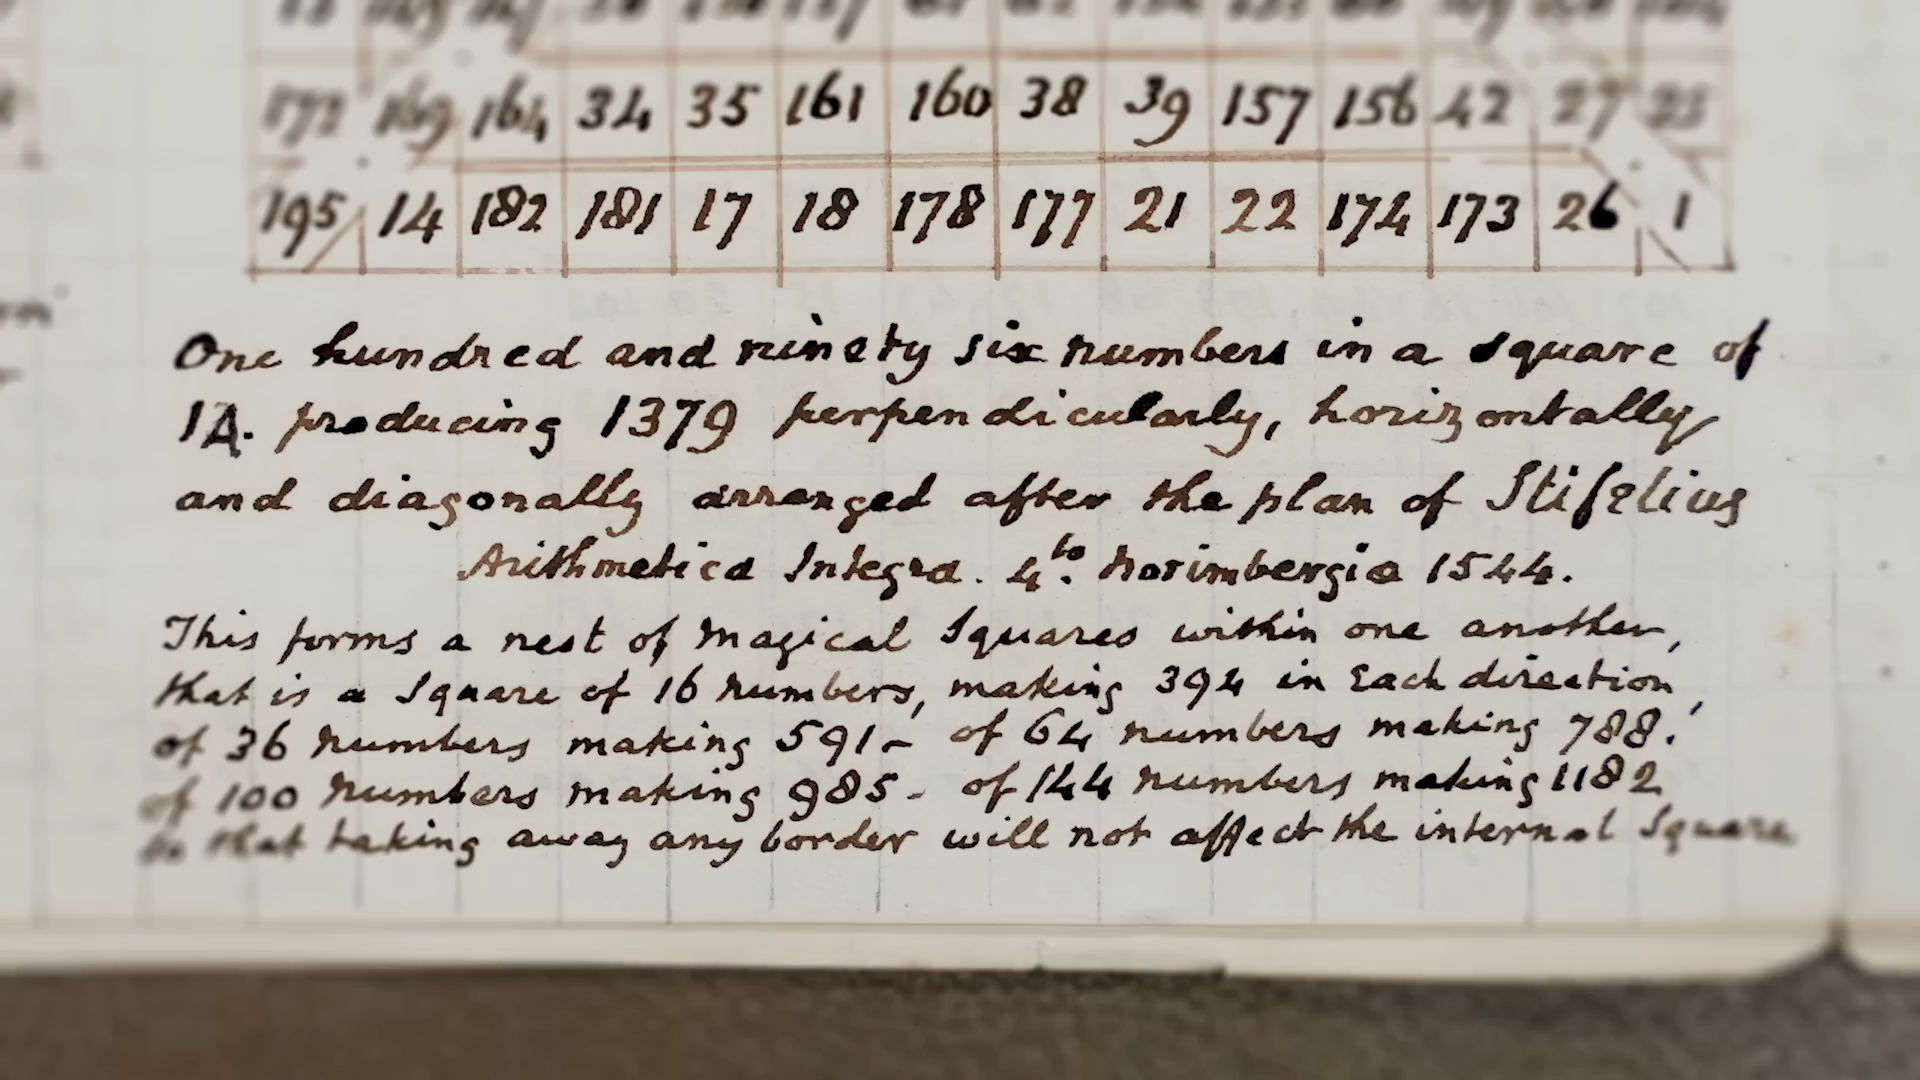 172 169 164 34 35 161 160 38 39 157 156 42 27 25
195 14 182 181 17 18 178 177 21 22 174 173 26 1
One hundred and ninety six numbers in a square of
14. producing 1379 perpendicularly, horizontally
and diagonally arranged after the plan of Stifelius
Arithmetica Integra. 4to. Norimbergia 1544.
This forms a nest of Magical Squares within one another,
that is a Square of 16 numbers, making 394 in Each direction,
of 36 numbers making 591 - of 64 numbers making 788.
of 100 numbers making 985 - of 144 numbers making 1182
so that taking away any border will not affect the internal Square